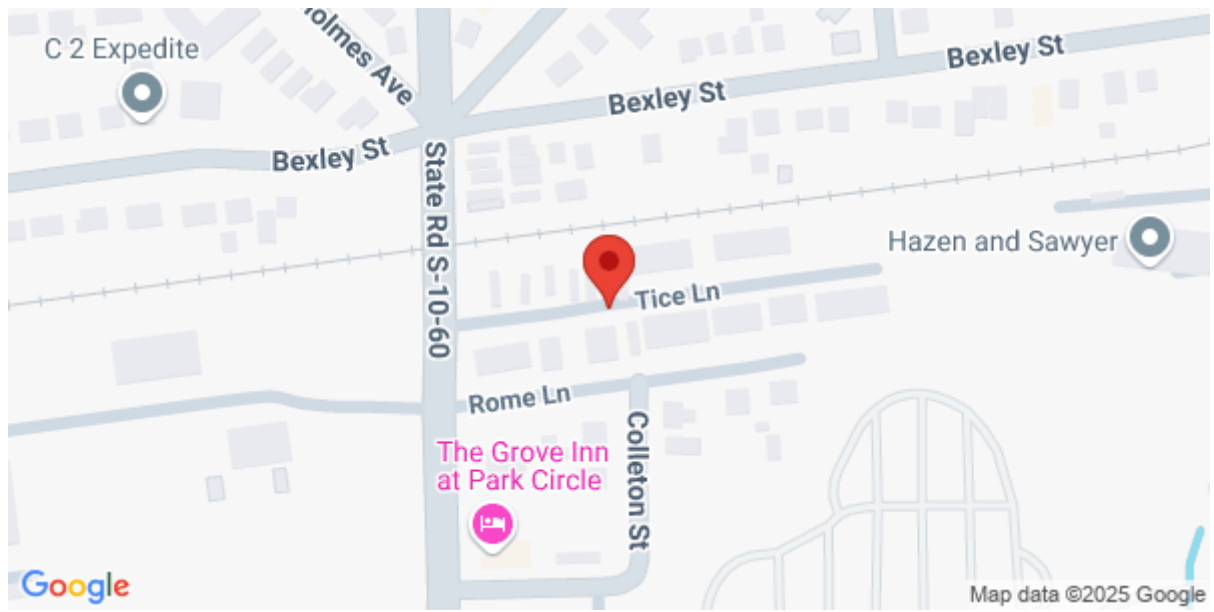 Holmes Ave
C 2 Expedite
Bexley St
Bexley St
Bexley St
State Rd S-10-60
Hazen and Sawyer
Tice Ln
Rome Ln
Colleton St
The Grove Inn
at Park Circle
Google
Map data ©2025 Google